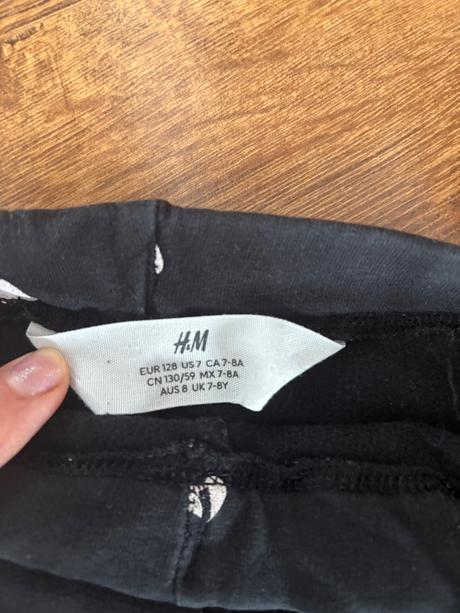 H&M
EUR 128 US 7 CA 7-8A
CN 130/59 MX 7-8A
AUS 8 UK 7-8Y